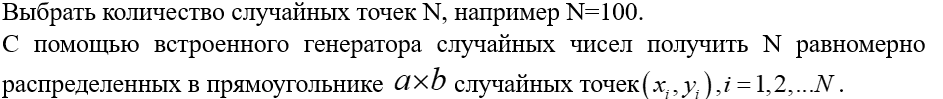 Выбрать количество случайных точек N, например N=100.
С помощью встроенного генератора случайных чисел получить N равномерно
распределенных в прямоугольнике a×b случайных точек(xᵢ, yᵢ),i = 1,2,...N .